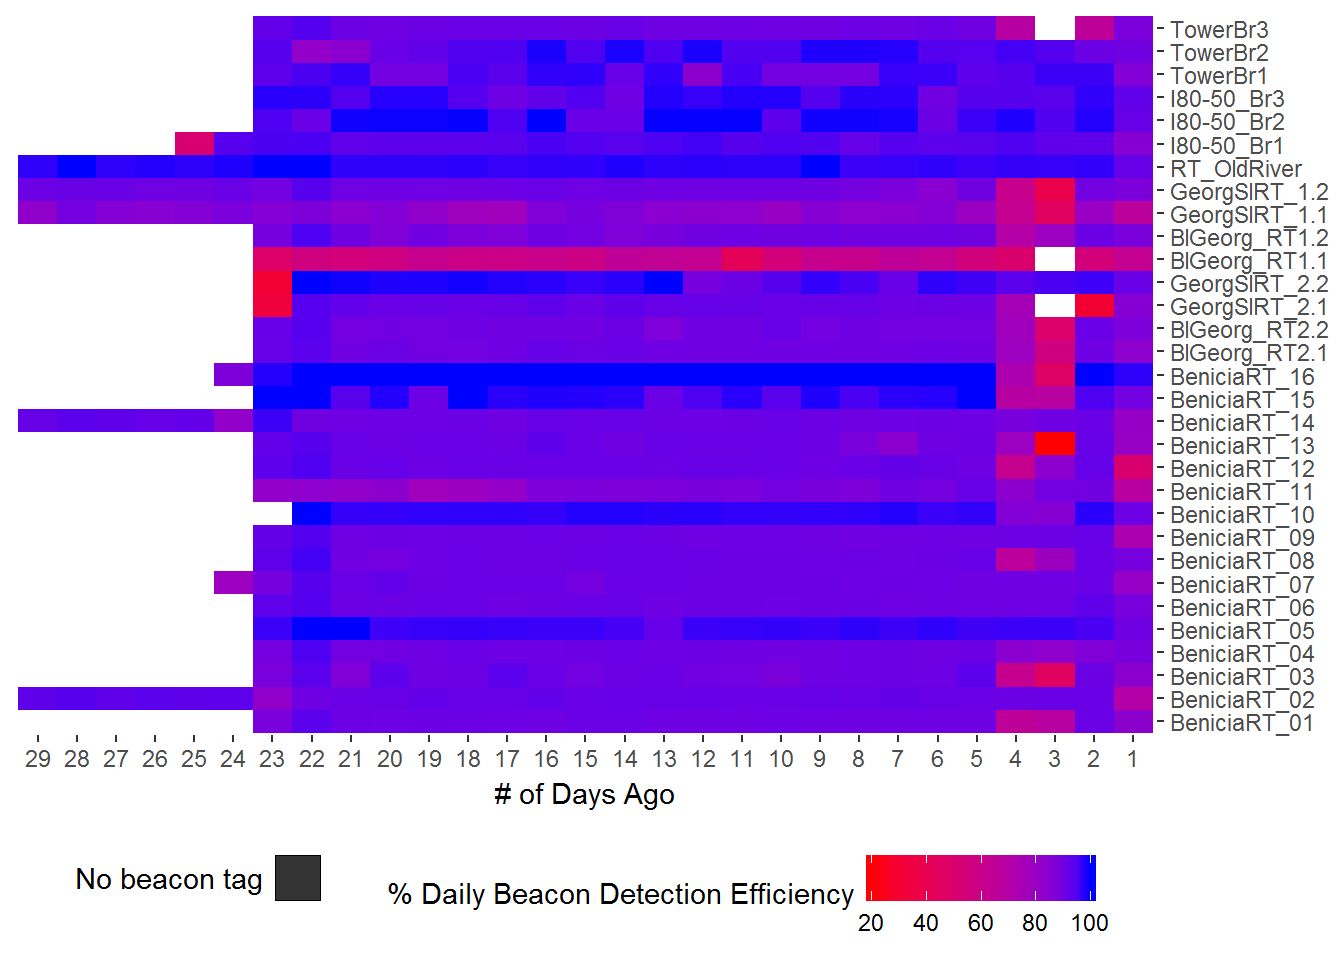 TowerBr3
TowerBr2
TowerBr1
I80-50_Br3
I80-50_Br2
I80-50_Br1
RT_OldRiver
GeorgSlRT_1.2
GeorgSlRT_1.1
BlGeorg_RT1.2
BlGeorg_RT1.1
GeorgSlRT_2.2
GeorgSlRT_2.1
BlGeorg_RT2.2
BlGeorg_RT2.1
BeniciaRT_16
BeniciaRT_15
BeniciaRT_14
BeniciaRT_13
BeniciaRT_12
BeniciaRT_11
BeniciaRT_10
BeniciaRT_09
BeniciaRT_08
BeniciaRT_07
BeniciaRT_06
BeniciaRT_05
BeniciaRT_04
BeniciaRT_03
BeniciaRT_02
BeniciaRT_01
29 28 27 26 25 24 23 22 21 20 19 18 17 16 15 14 13 12 11 10 9 8 7 6 5 4 3 2 1
# of Days Ago
No beacon tag
% Daily Beacon Detection Efficiency
20 40 60 80 100